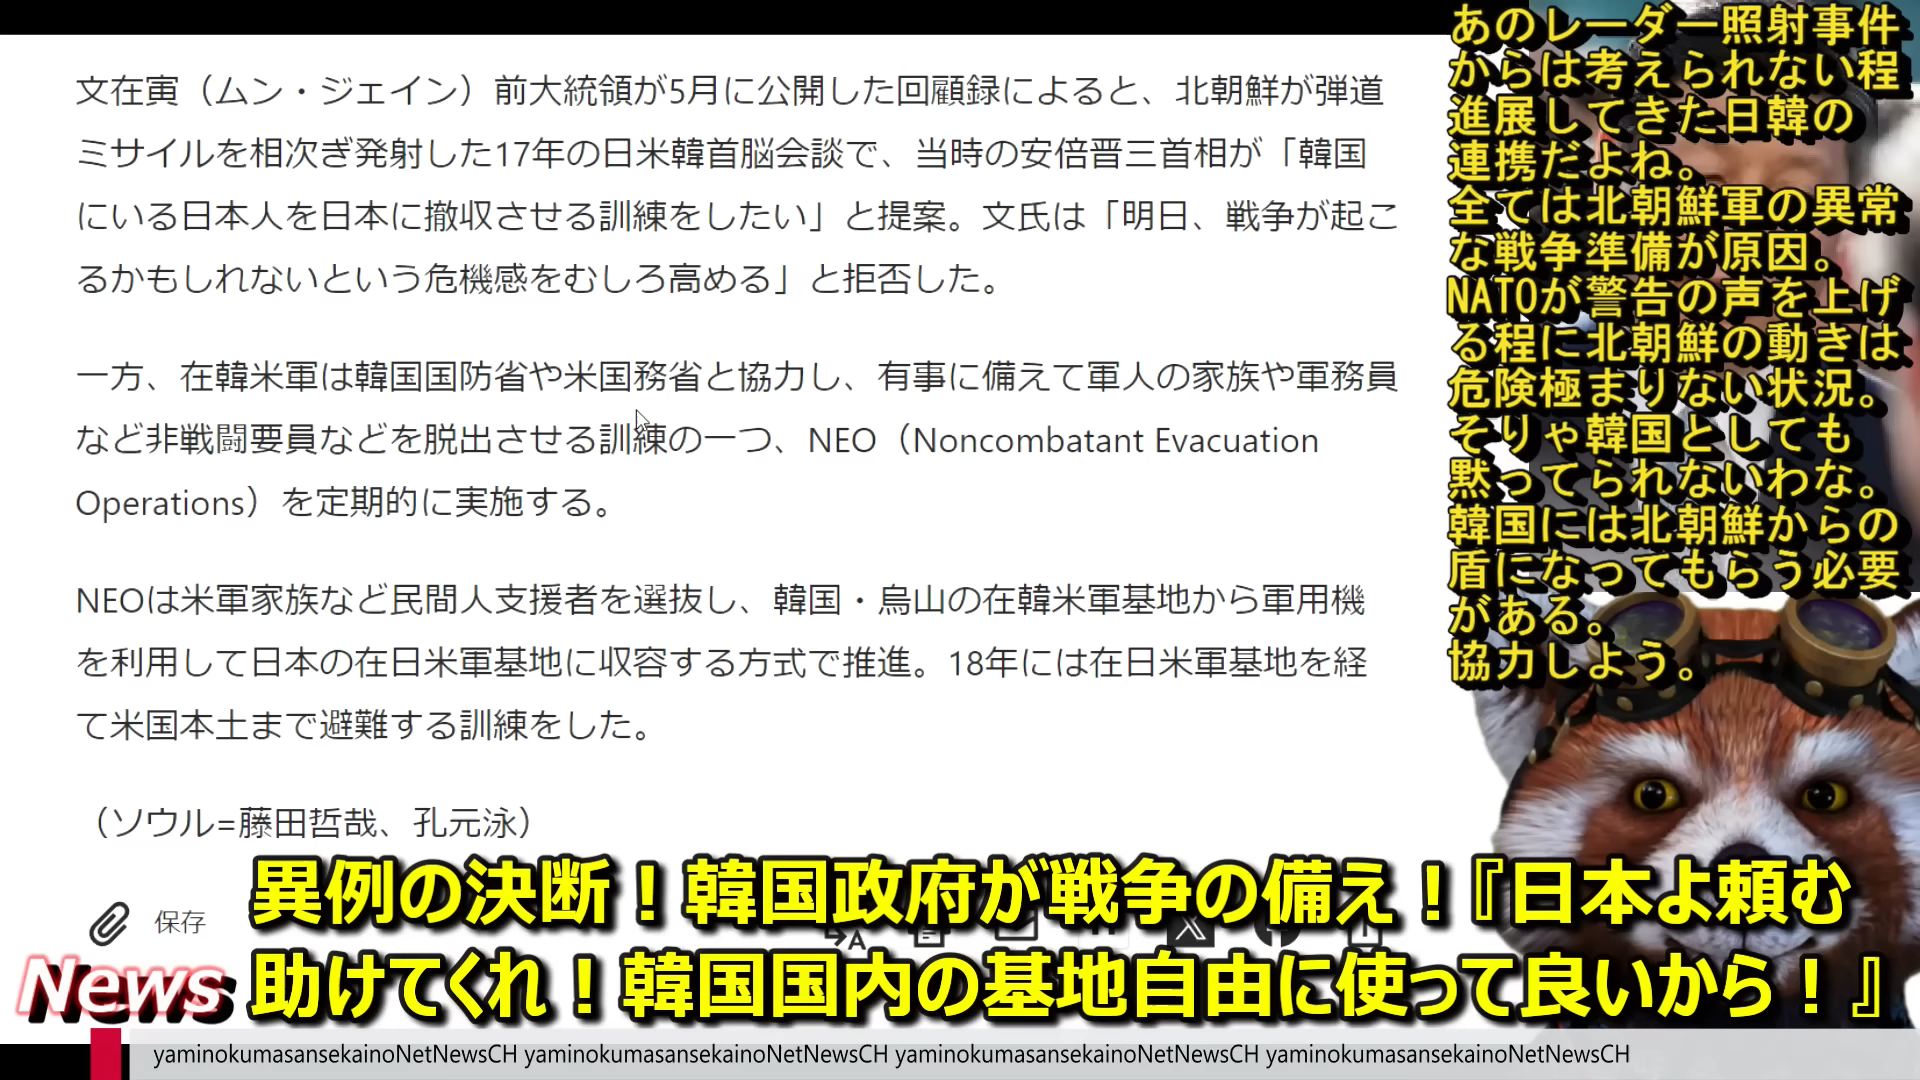 文在寅（ムン・ジェイン）前大統領が5月に公開した回顧録によると、北朝鮮が弾道
ミサイルを相次ぎ発射した17年の日米韓首脳会談で、当時の安倍晋三首相が「韓国
にいる日本人を日本に撤収させる訓練をしたい」と提案。文氏は「明日、戦争が起こ
るかもしれないという危機感をむしろ高める」と拒否した。
一方、在韓米軍は韓国国防省や米国務省と協力し、有事に備えて軍人の家族や軍務員
など非戦闘要員などを脱出させる訓練の一つ、NEO（Noncombatant Evacuation
Operations）を定期的に実施する。
NEOは米軍家族など民間人支援者を選抜し、韓国・烏山の在韓米軍基地から軍用機
を利用して日本の在日米軍基地に収容する方式で推進。18年には在日米軍基地を経
て米国本土まで避難する訓練をした。
（ソウル=藤田哲哉、孔元泳）
保存
あのレーダー照射事件
からは考えられない程
進展してきた日韓の
連携だよね。
全ては北朝鮮軍の異常
な戦争準備が原因。
NATOが警告の声を上げ
る程に北朝鮮の動きは
危険極まりない状況。
そりゃ韓国としても
黙ってられないわな。
韓国には北朝鮮からの
盾になってもらう必要
がある。
協力しよう。
異例の決断！韓国政府が戦争の備え！『日本よ頼む
助けてくれ！韓国国内の基地自由に使って良いから！』
News
yaminokumasansekainoNetNewsCH yaminokumasansekainoNetNewsCH yaminokumasansekainoNetNewsCH yaminokumasansekainoNetNewsCH